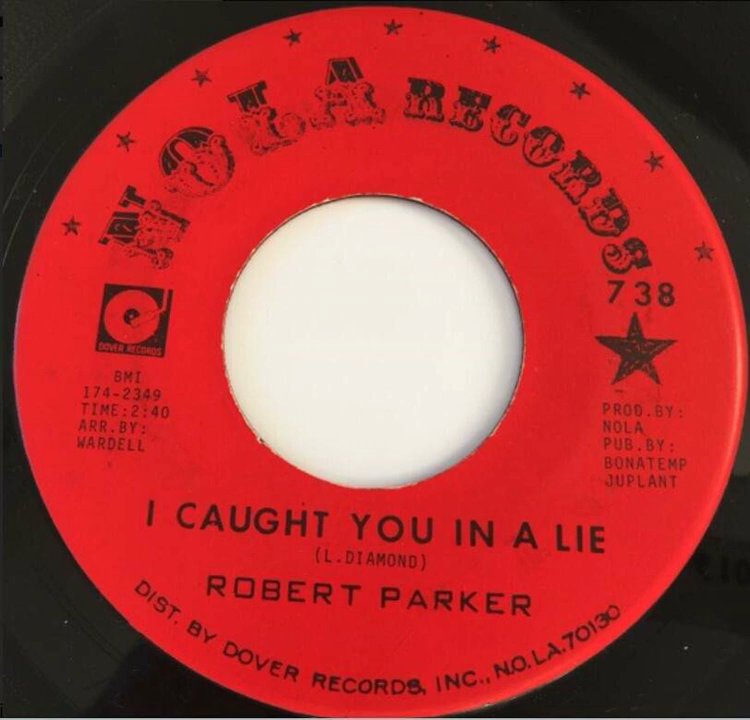 NOLA RECORDS
738
DOVER RECORDS
BMI
174-2349
TIME:2:40
ARR.BY:
WARDELL
PROD.BY:
NOLA
PUB.BY:
BONATEMP
JUPLANT
I CAUGHT YOU IN A LIE
(L.DIAMOND)
ROBERT PARKER
DIST. BY DOVER RECORDS, INC., N.O. LA. 70130